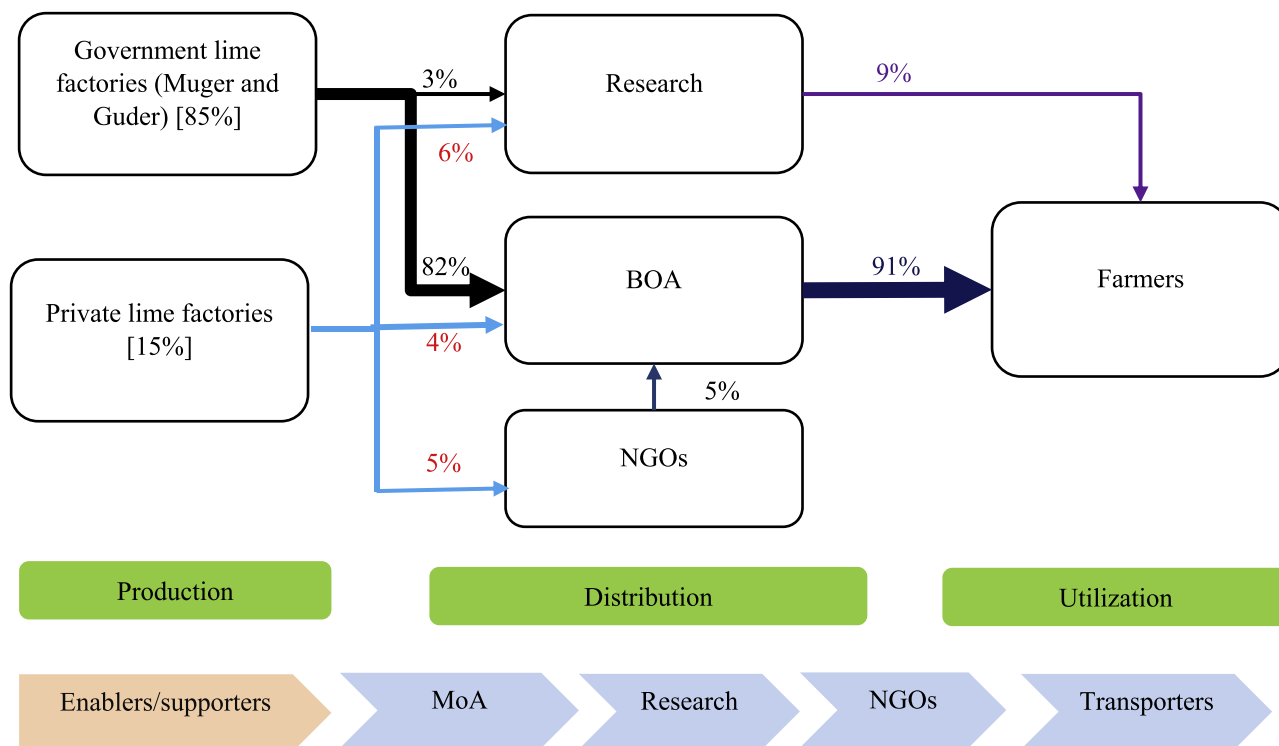 Government lime
factories (Muger and
Guder) [85%]
3%
Research
9%
6%
82%
BOA
91%
Farmers
Private lime factories
[15%]
4%
5%
NGOs
5%
Production
Distribution
Utilization
Enablers/supporters
MoA
Research
NGOs
Transporters